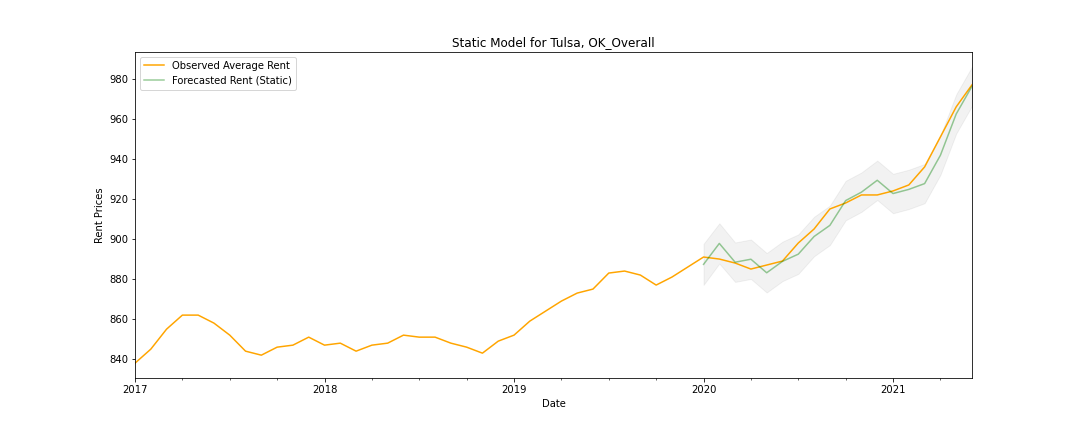 Static Model for Tulsa, OK_Overall
Observed Average Rent
Forecasted Rent (Static)
980
960
940
920
900
880
860
840
Rent Prices
2017
2018
2019
2020
2021
Date